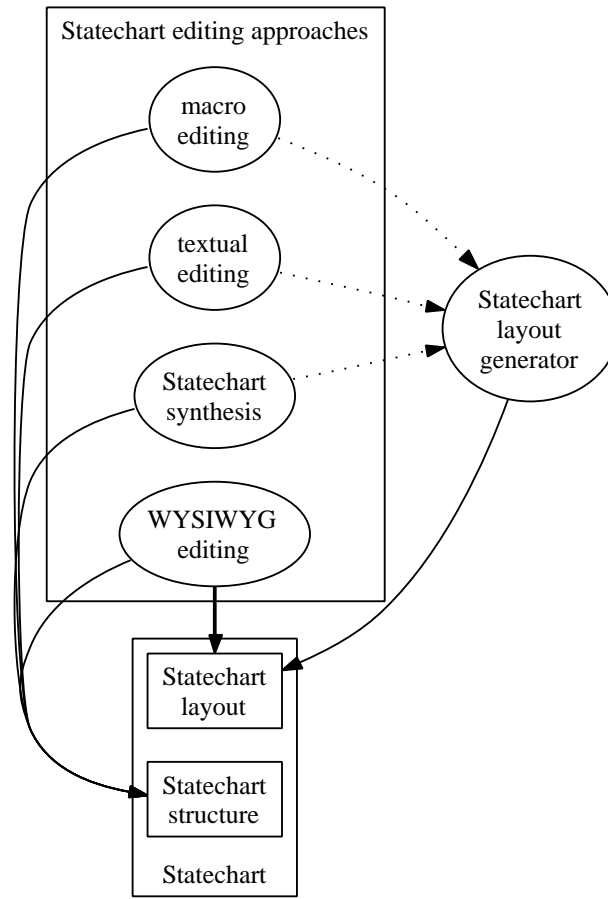 Statechart editing approaches
macro
editing
textual
editing
Statechart
layout
generator
Statechart
synthesis
WYSIWYG
editing
Statechart
layout
Statechart
structure
Statechart